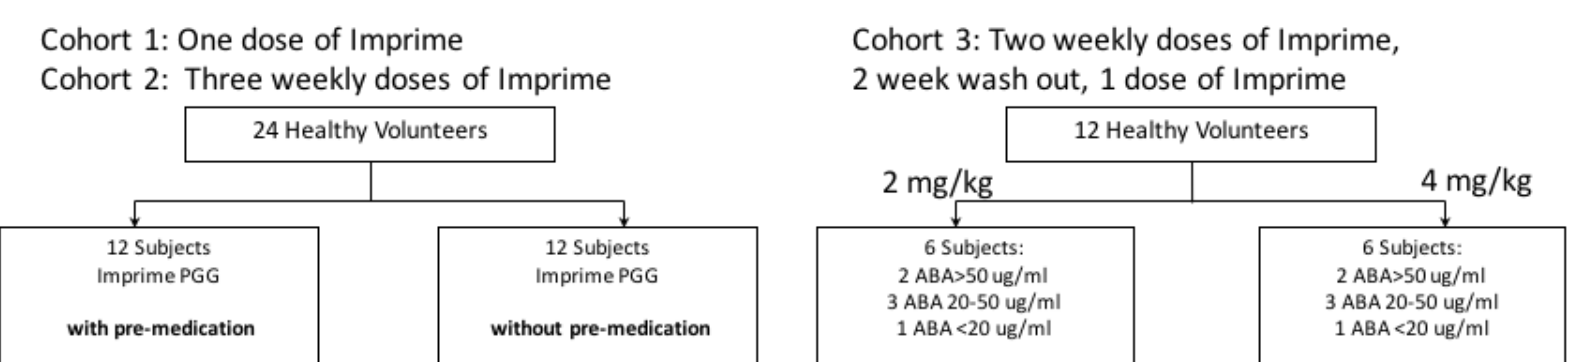 Cohort 1: One dose of Imprime
Cohort 2: Three weekly doses of Imprime
24 Healthy Volunteers
12 Subjects
Imprime PGG
with pre-medication
12 Subjects
Imprime PGG
without pre-medication
Cohort 3: Two weekly doses of Imprime,
2 week wash out, 1 dose of Imprime
12 Healthy Volunteers
2 mg/kg
4 mg/kg
6 Subjects:
2 ABA>50 ug/ml
3 ABA 20-50 ug/ml
1 ABA <20 ug/ml
6 Subjects:
2 ABA>50 ug/ml
3 ABA 20-50 ug/ml
1 ABA <20 ug/ml